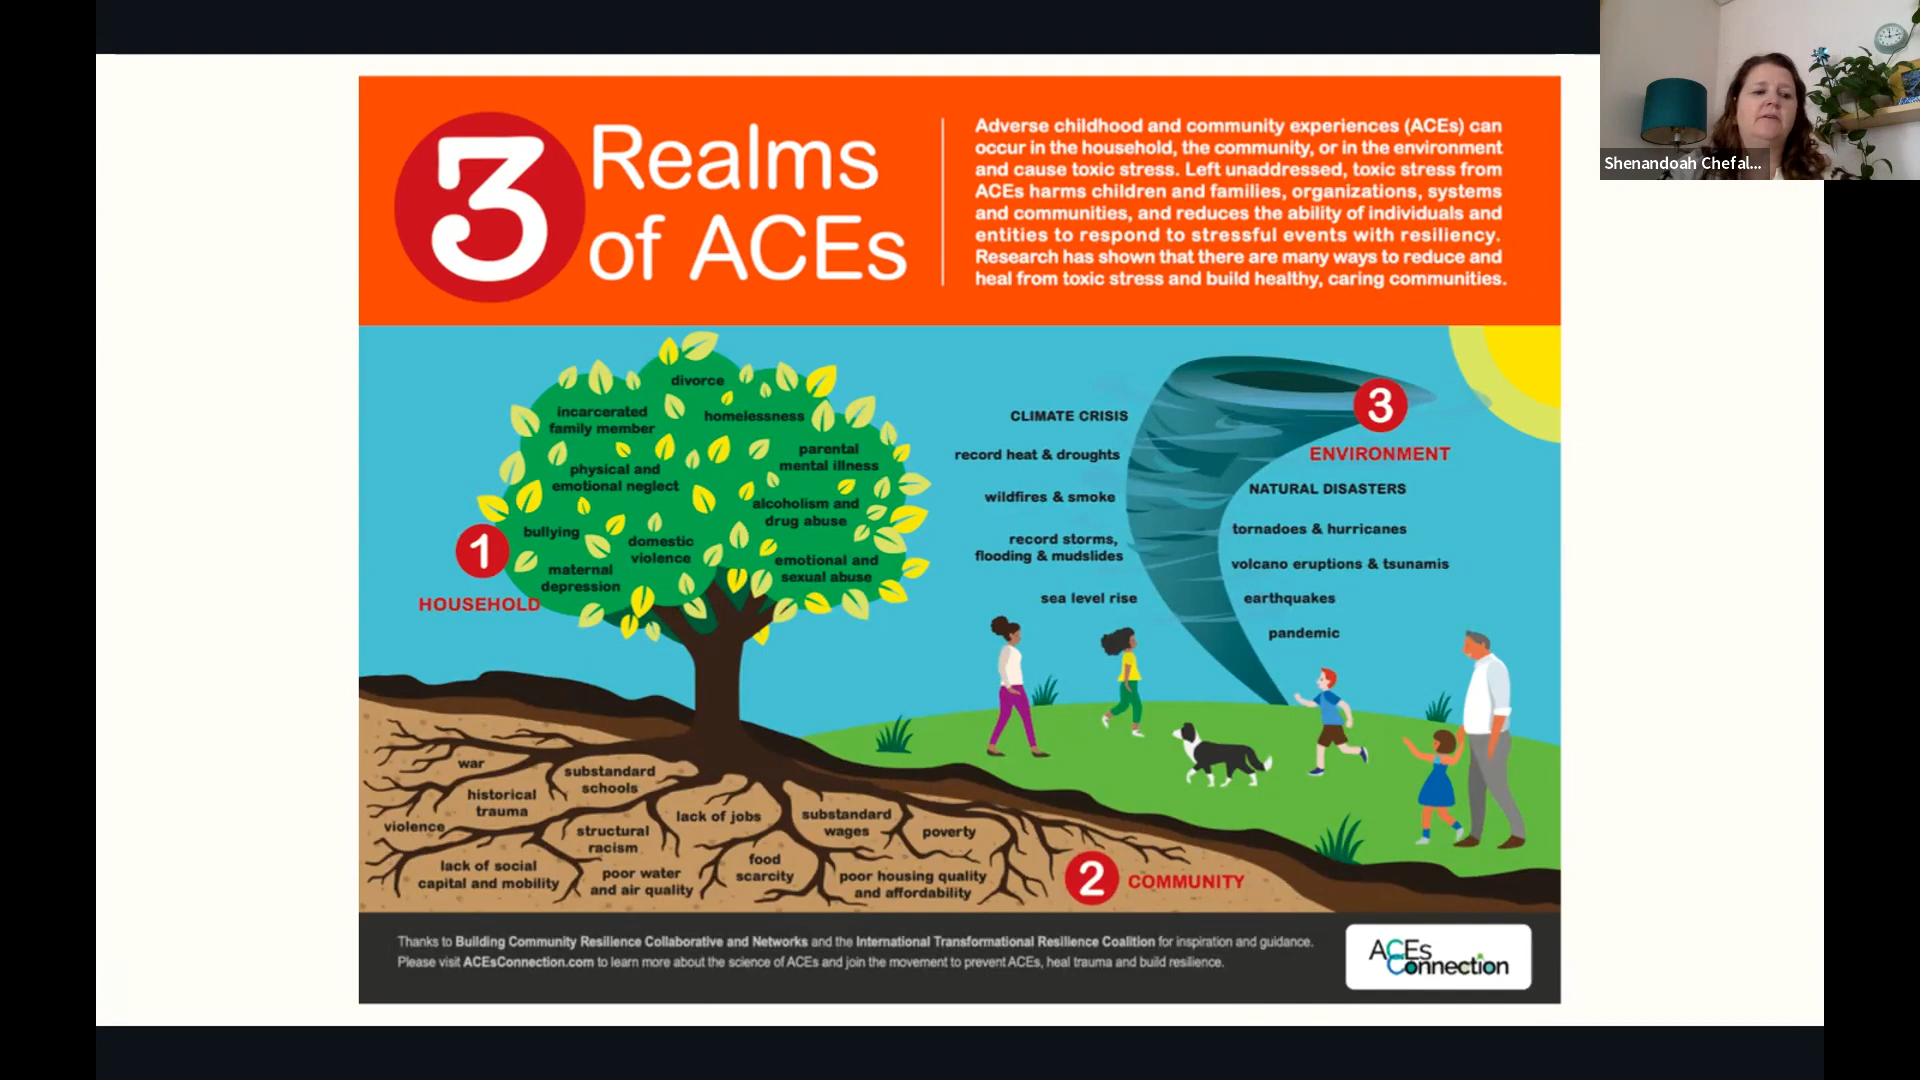 3
Realms
of ACEs
Adverse childhood and community experiences (ACEs) can
occur in the household, the community, or in the environment
and cause toxic stress. Left unaddressed, toxic stress from
ACEs harms children and families, organizations, systems
and communities, and reduces the ability of individuals and
entities to respond to stressful events with resiliency.
Research has shown that there are many ways to reduce and
heal from toxic stress and build healthy, caring communities.
Shenandoah Chefal...
1
HOUSEHOLD
divorce
incarcerated
family member
homelessness
parental
mental illness
physical and
emotional neglect
alcoholism and
drug abuse
bullying
domestic
violence
maternal
depression
emotional and
sexual abuse
3
ENVIRONMENT
CLIMATE CRISIS
record heat & droughts
wildfires & smoke
record storms,
flooding & mudslides
sea level rise
NATURAL DISASTERS
tornadoes & hurricanes
volcano eruptions & tsunamis
earthquakes
pandemic
2
COMMUNITY
war
substandard
schools
historical
trauma
violence
structural
racism
lack of jobs
substandard
wages
poverty
lack of social
capital and mobility
poor water
and air quality
food
scarcity
poor housing quality
and affordability
Thanks to Building Community Resilience Collaborative and Networks and the International Transformational Resilience Coalition for inspiration and guidance.
Please visit ACEsConnection.com to learn more about the science of ACEs and join the movement to prevent ACEs, heal trauma and build resilience.
ACEs
Connection